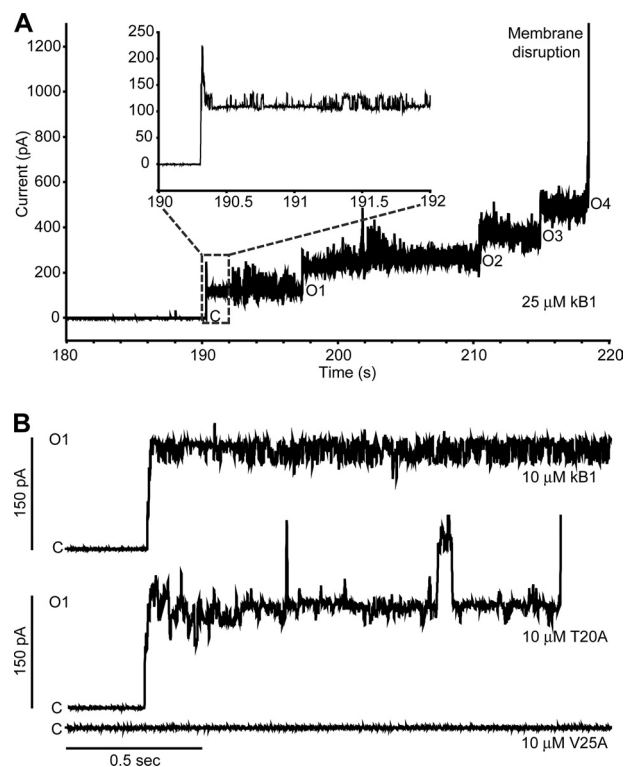 A
Membrane
disruption
Current (pA)
1200
1000
800
600
400
200
0
250
200
150
100
50
0
190
190.5
191
191.5
192
C
O1
O2
O3
O4
25 μM kB1
180
190
200
210
220
Time (s)
B
O1
150 pA
C
10 μM kB1
O1
150 pA
C
10 μM T20A
C
10 μM V25A
0.5 sec